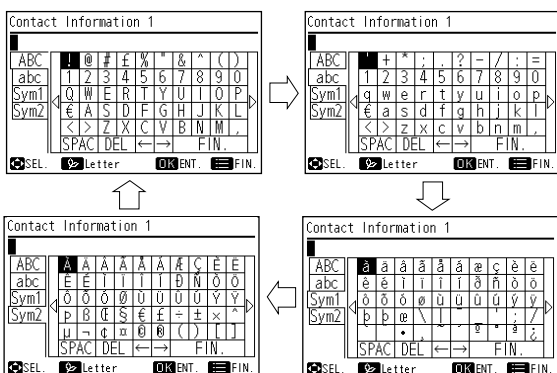 Contact Information 1
ABC ! @ # £ % " & ^ ( )
abc 1 2 3 4 5 6 7 8 9 0
Sym1 Q W E R T Y U I O P
Sym2 € A S D F G H J K L
< > Z X C V B N M ,
SPAC DEL ← → FIN.
SEL. Letter OK ENT. FIN.
Contact Information 1
ABC ' + * ; . ? – / : =
abc 1 2 3 4 5 6 7 8 9 0
Sym1 q w e r t y u i o p
Sym2 € a s d f g h j k l
< > z x c v b n m ,
SPAC DEL ← → FIN.
SEL. Letter OK ENT. FIN.
Contact Information 1
ABC À Ä Â Ã Å Á Æ Ç È Ë
abc Ê É Ì Ï Î Í Ð Ñ Ò Ö
Sym1 Ô Õ Ó Ø Ù Ü Û Ú Ÿ Ý
Sym2 Þ ß Œ § € £ ÷ ± × ^
µ ¬ ¢ ¤ © ® ( ) [ ]
SPAC DEL ← → FIN.
SEL. Letter OK ENT. FIN.
Contact Information 1
ABC à ä â ã å á æ ç è ë
abc ê é ì ï î í ð ñ ò ö
Sym1 ô õ ó ø ù ü û ú ÿ ý
Sym2
SPAC DEL ← → FIN.
SEL. Letter OK ENT. FIN.